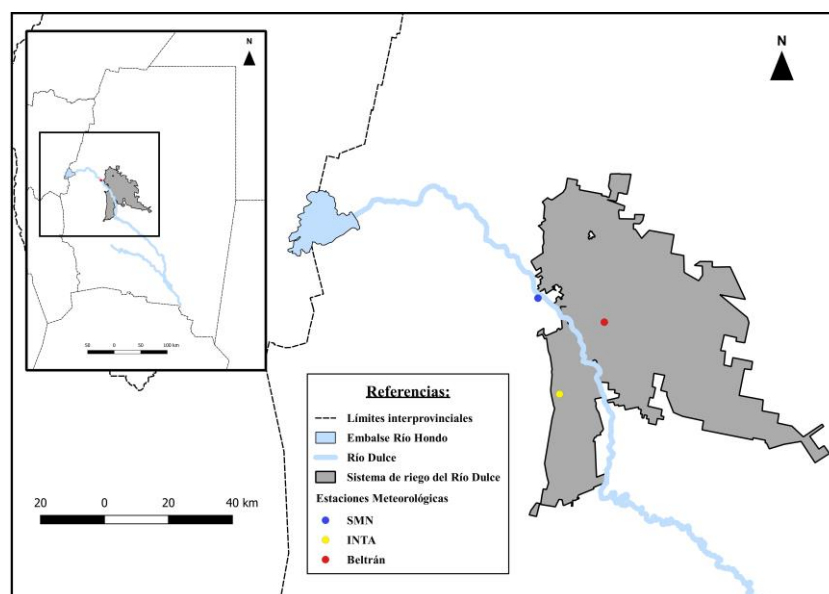 N
50 0 50 100 km
N
Referencias:
Límites interprovinciales
Embalse Río Hondo
Río Dulce
Sistema de riego del Río Dulce
Estaciones Meteorológicas
SMN
INTA
Beltrán
20 0 20 40 km